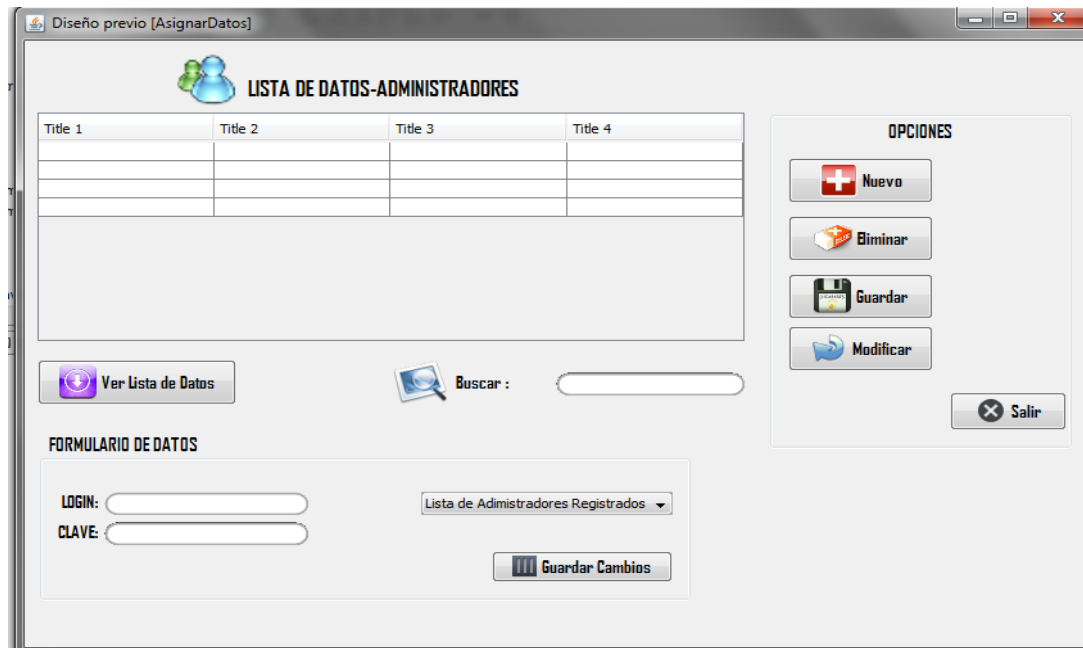 Diseño previo [AsignarDatos]
LISTA DE DATOS-ADMINISTRADORES
Title 1 Title 2 Title 3 Title 4
OPCIONES
Nuevo
Eliminar
Guardar
Modificar
Ver Lista de Datos
Buscar :
Salir
FORMULARIO DE DATOS
LOGIN:
Lista de Adimistradores Registrados
CLAVE:
Guardar Cambios